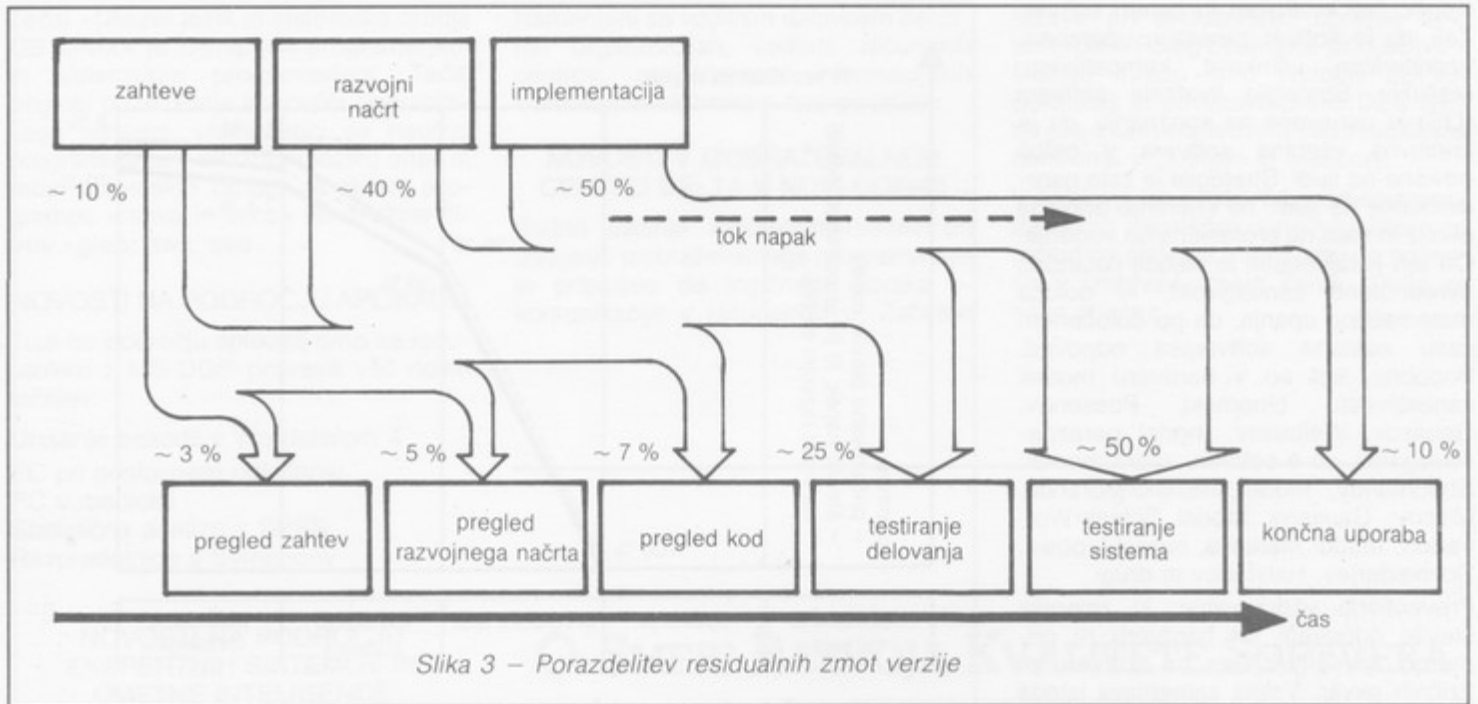 zahteve
razvojni
načrt
implementacija
~ 10 %
~ 40 %
~ 50 %
tok napak
~ 3 %
~ 5 %
~ 7 %
~ 25 %
~ 50 %
~ 10 %
pregled zahtev
pregled
razvojnega načrta
pregled kod
testiranje
delovanja
testiranje
sistema
končna uporaba
čas
Slika 3 – Porazdelitev residualnih zmot verzije